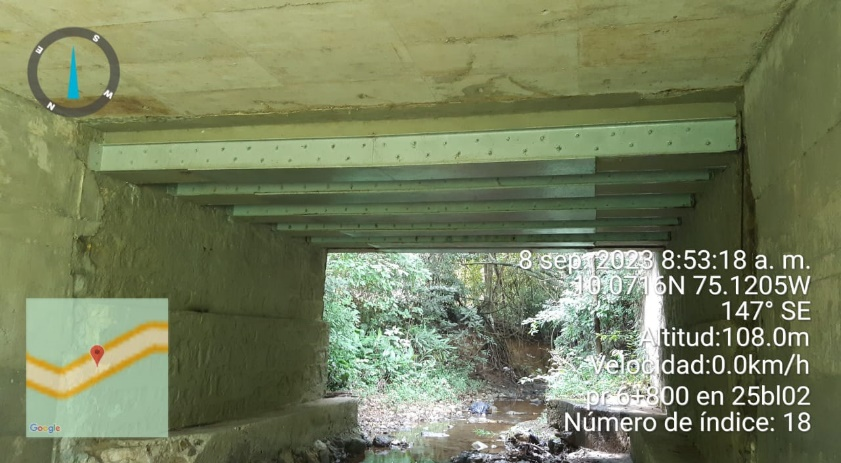 S
E
W
N
8 sep. 2023 8:53:18 a. m.
10.0716N 75.1205W
147° SE
Altitud:108.0m
Velocidad:0.0km/h
pr 6+800 en 25bl02
Número de índice: 18
Google